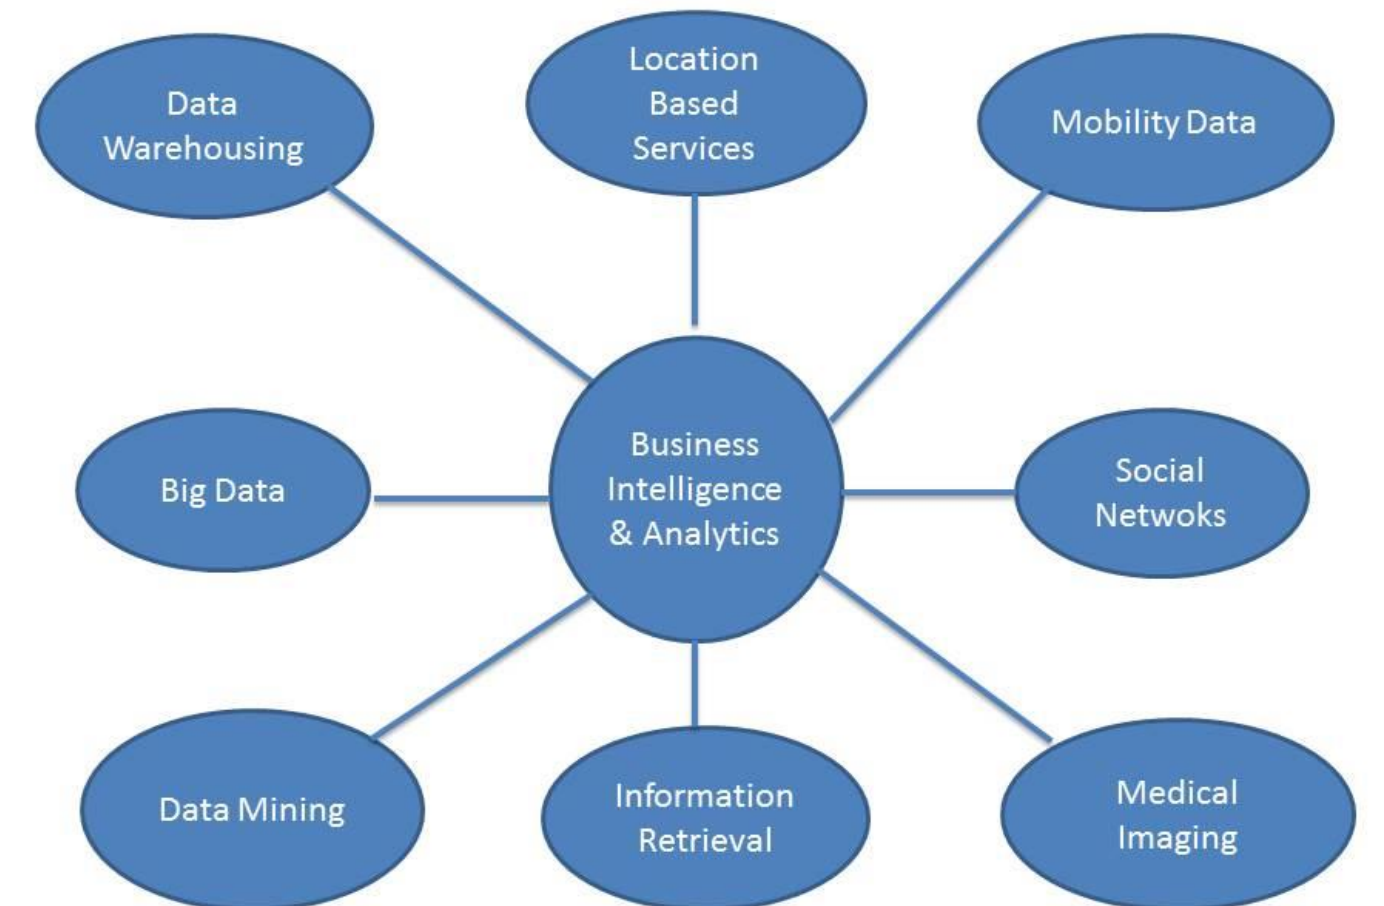 Data
Warehousing
Location
Based
Services
Mobility Data
Big Data
Business
Intelligence
& Analytics
Social
Netwoks
Data Mining
Information
Retrieval
Medical
Imaging